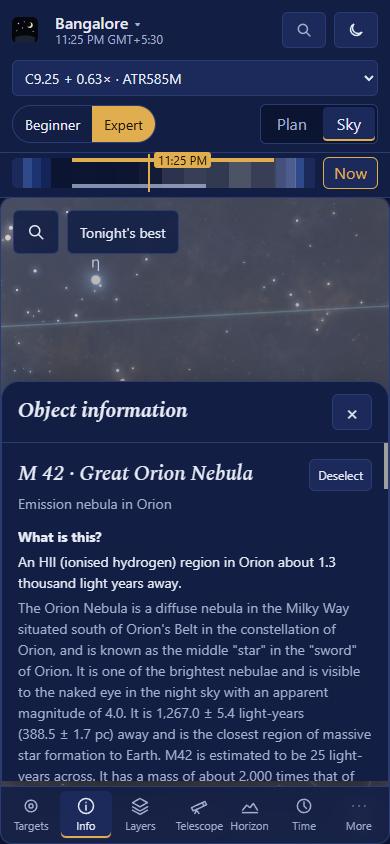 Bangalore
11:25 PM GMT+5:30
C9.25 + 0.63× · ATR585M
Beginner Expert
Plan Sky
11:25 PM
Now
Tonight's best
η
Object information
×
M 42 · Great Orion Nebula
Deselect
Emission nebula in Orion
What is this?
An HII (ionised hydrogen) region in Orion about 1.3
thousand light years away.
The Orion Nebula is a diffuse nebula in the Milky Way
situated south of Orion's Belt in the constellation of
Orion, and is known as the middle "star" in the "sword"
of Orion. It is one of the brightest nebulae and is visible
to the naked eye in the night sky with an apparent
magnitude of 4.0. It is 1,267.0 ± 5.4 light-years
(388.5 ± 1.7 pc) away and is the closest region of massive
star formation to Earth. M42 is estimated to be 25 light-
years across. It has a mass of about 2,000 times that of
Targets Info Layers Telescope Horizon Time More